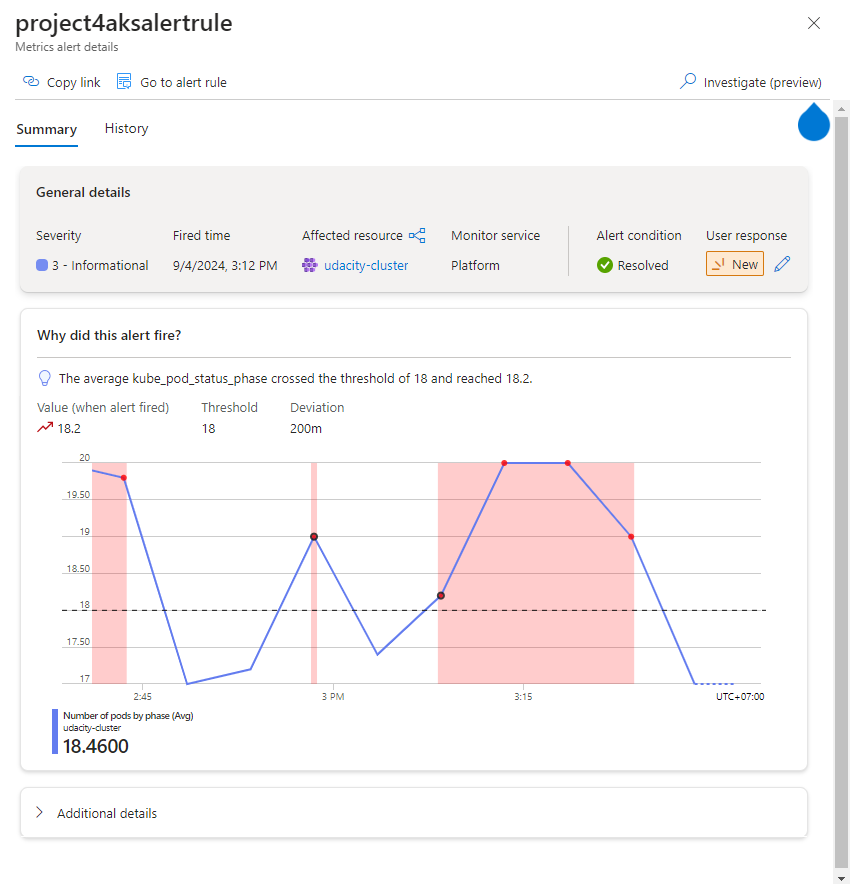 project4aksalertrule
Metrics alert details
Copy link Go to alert rule Investigate (preview)
Summary History
General details
Severity Fired time Affected resource Monitor service Alert condition User response
3 - Informational 9/4/2024, 3:12 PM udacity-cluster Platform Resolved New
Why did this alert fire?
The average kube_pod_status_phase crossed the threshold of 18 and reached 18.2.
Value (when alert fired) Threshold Deviation
18.2 18 200m
20
19.50
19
18.50
18
17.50
17
2:45 3 PM 3:15 UTC+07:00
Number of pods by phase (Avg)
udacity-cluster
18.4600
Additional details